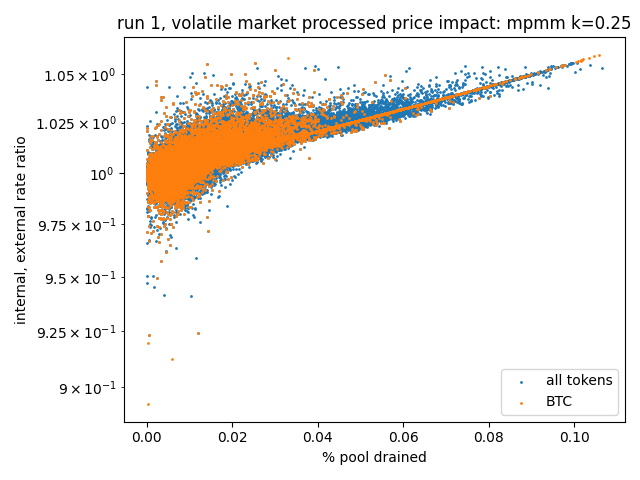 run 1, volatile market processed price impact: mpmm k=0.25
internal, external rate ratio
1.05 × 10⁰
1.025 × 10⁰
10⁰
9.75 × 10⁻¹
9.5 × 10⁻¹
9.25 × 10⁻¹
9 × 10⁻¹
all tokens
BTC
0.00 0.02 0.04 0.06 0.08 0.10
% pool drained